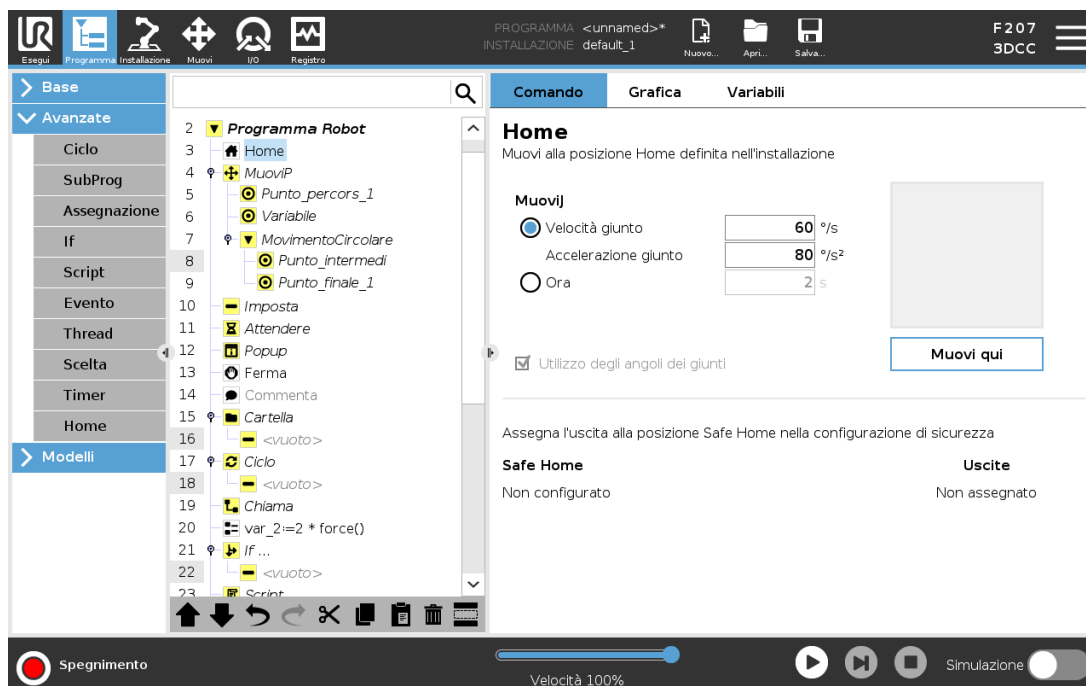 PROGRAMMA <unnamed>*
INSTALLAZIONE default_1
F207
3DCC
UR
Esegui
Programma
Installazione
Muovi
I/O
Registro
Nuovo...
Apri...
Salva...
Base
Avanzate
Ciclo
SubProg
Assegnazione
If
Script
Evento
Thread
Scelta
Timer
Home
Modelli
2 Programma Robot
3 Home
4 MuoviP
5 Punto_percors_1
6 Variabile
7 MovimentoCircolare
8 Punto_intermedi
9 Punto_finale_1
10 Imposta
11 Attendere
12 Popup
13 Ferma
14 Commenta
15 Cartella
16 <vuoto>
17 Ciclo
18 <vuoto>
19 Chiama
20 var_2:=2 * force()
21 If ...
22 <vuoto>
23 Script
Comando
Grafica
Variabili
Home
Muovi alla posizione Home definita nell'installazione
MuoviJ
Velocità giunto 60 °/s
Accelerazione giunto 80 °/s²
Ora 2 s
Utilizzo degli angoli dei giunti
Muovi qui
Assegna l'uscita alla posizione Safe Home nella configurazione di sicurezza
Safe Home Uscite
Non configurato Non assegnato
Spegnimento
Velocità 100%
Simulazione